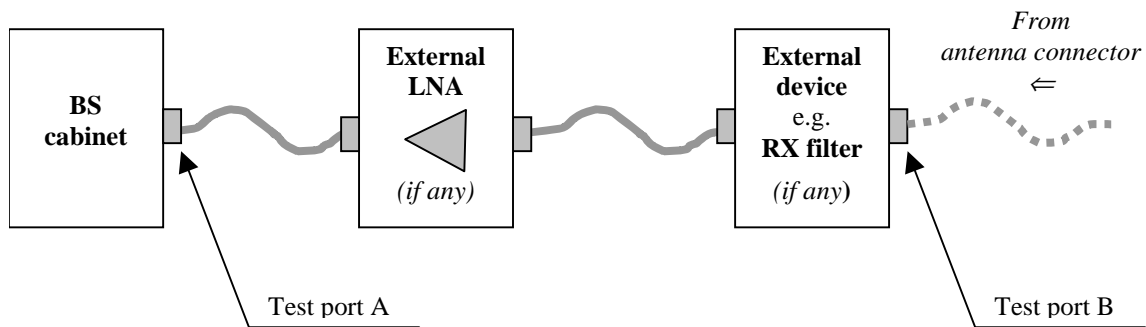 BS
cabinet
External
LNA
(if any)
External
device
e.g.
RX filter
(if any)
From
antenna connector
⇐
Test port A
Test port B